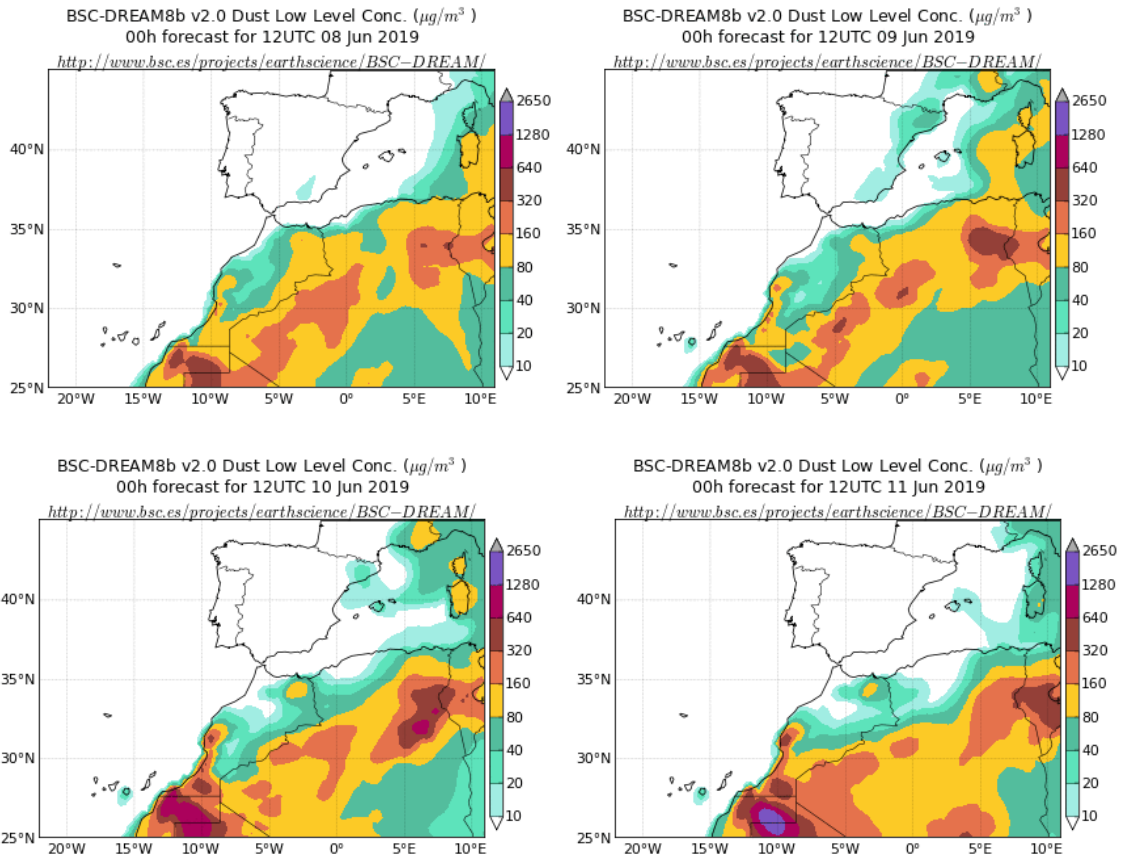 BSC-DREAM8b v2.0 Dust Low Level Conc. (μg/m³ )
00h forecast for 12UTC 08 Jun 2019
http://www.bsc.es/projects/earthscience/BSC−DREAM/
40°N
35°N
30°N
25°N
20°W 15°W 10°W 5°W 0° 5°E 10°E
2650
1280
640
320
160
80
40
20
10
BSC-DREAM8b v2.0 Dust Low Level Conc. (μg/m³ )
00h forecast for 12UTC 09 Jun 2019
http://www.bsc.es/projects/earthscience/BSC−DREAM/
40°N
35°N
30°N
25°N
20°W 15°W 10°W 5°W 0° 5°E 10°E
2650
1280
640
320
160
80
40
20
10
BSC-DREAM8b v2.0 Dust Low Level Conc. (μg/m³ )
00h forecast for 12UTC 10 Jun 2019
http://www.bsc.es/projects/earthscience/BSC−DREAM/
40°N
35°N
30°N
25°N
20°W 15°W 10°W 5°W 0° 5°E 10°E
2650
1280
640
320
160
80
40
20
10
BSC-DREAM8b v2.0 Dust Low Level Conc. (μg/m³ )
00h forecast for 12UTC 11 Jun 2019
http://www.bsc.es/projects/earthscience/BSC−DREAM/
40°N
35°N
30°N
25°N
20°W 15°W 10°W 5°W 0° 5°E 10°E
2650
1280
640
320
160
80
40
20
10